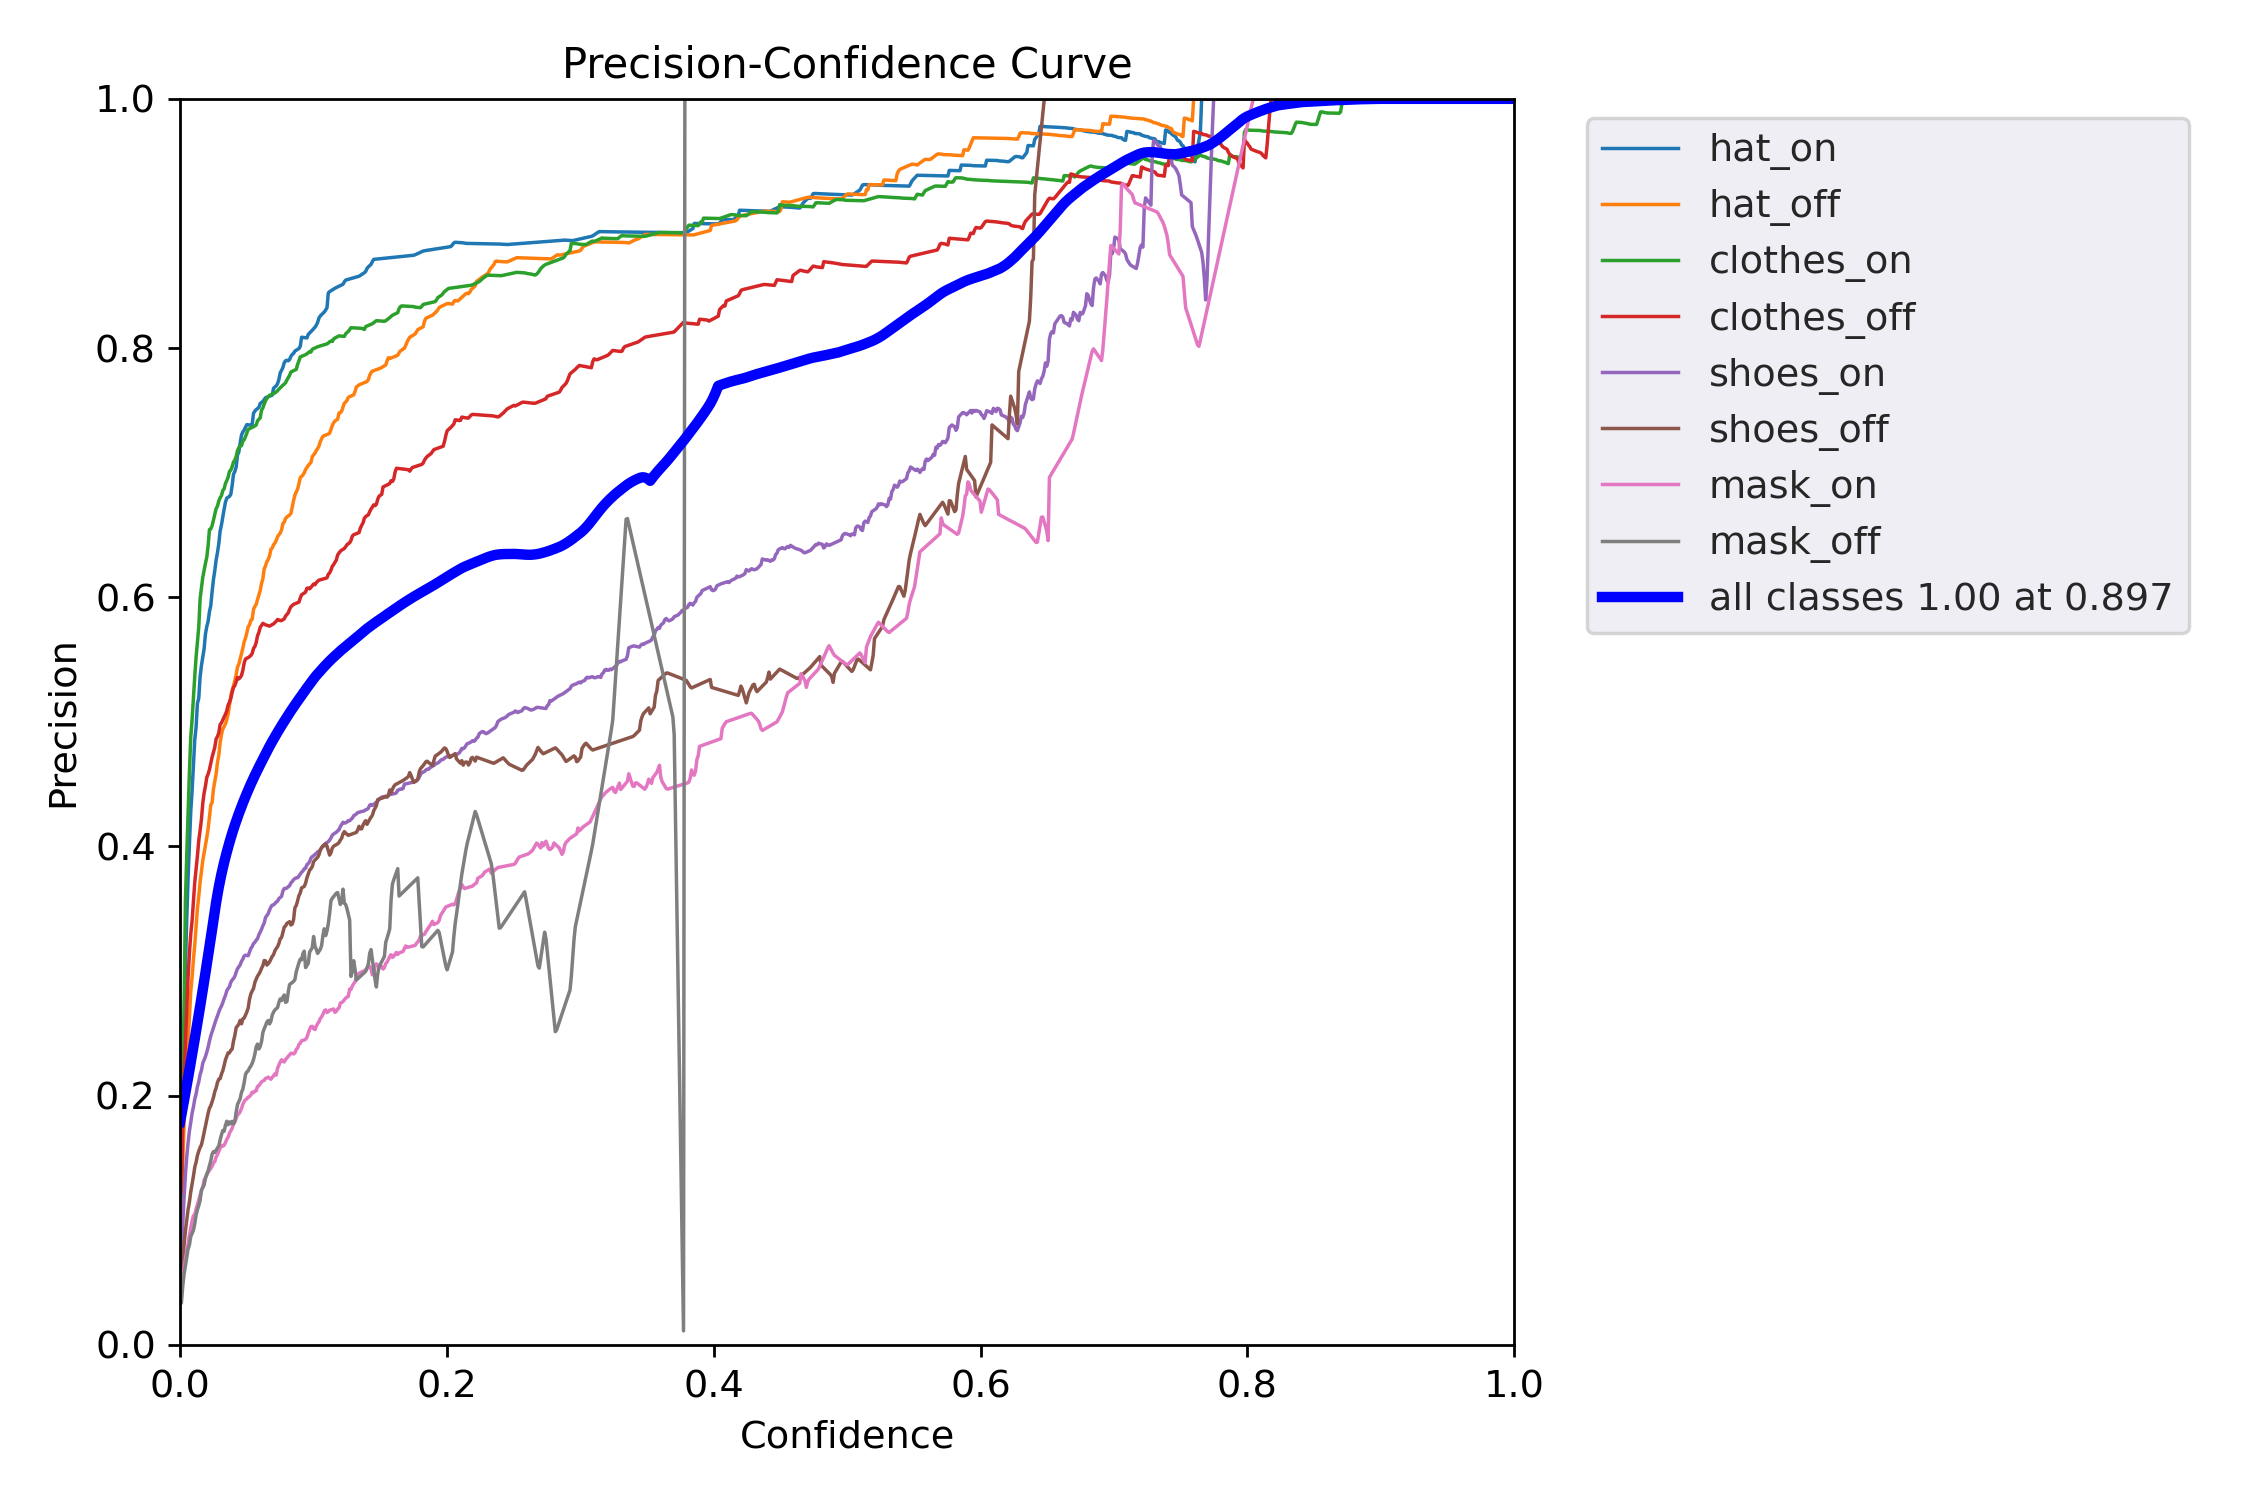 Precision-Confidence Curve
1.0
0.8
0.6
0.4
0.2
0.0
Precision
0.0 0.2 0.4 0.6 0.8 1.0
Confidence
hat_on
hat_off
clothes_on
clothes_off
shoes_on
shoes_off
mask_on
mask_off
all classes 1.00 at 0.897